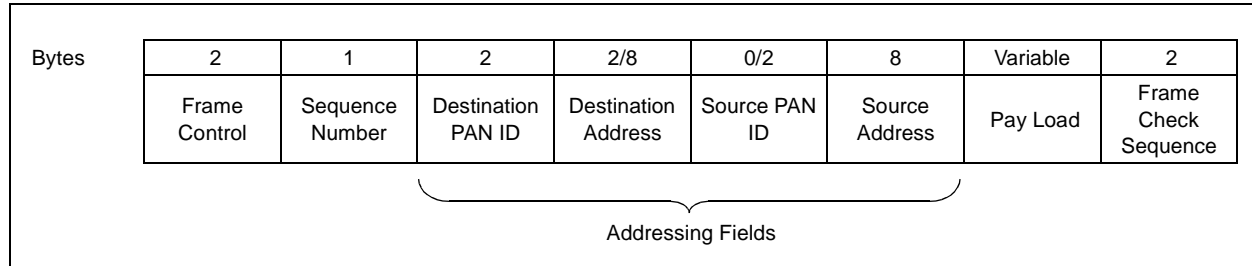 Bytes 2 1 2 2/8 0/2 8 Variable 2
Frame Control
Sequence Number
Destination PAN ID
Destination Address
Source PAN ID
Source Address
Pay Load
Frame Check Sequence
Addressing Fields